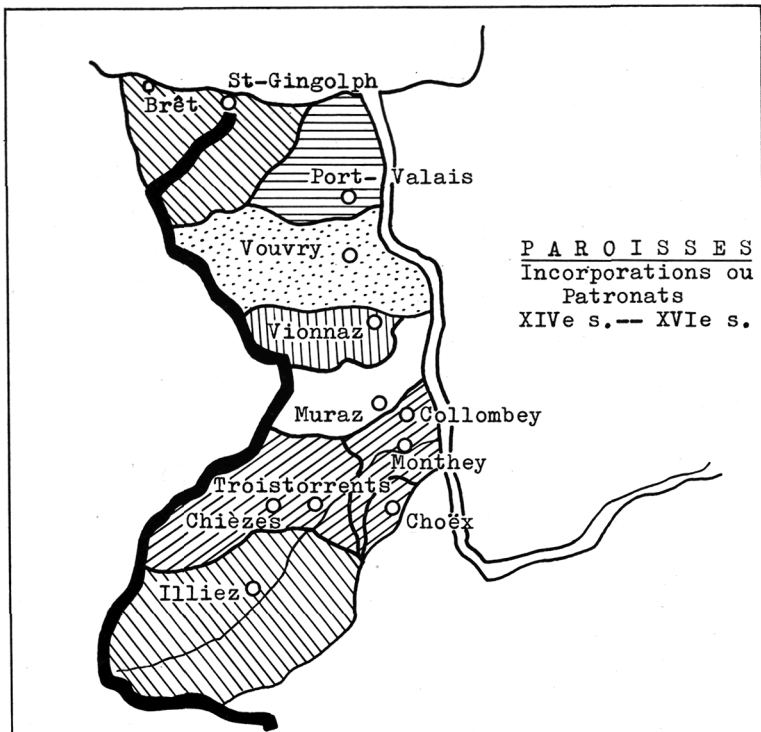 St-Gingolph
Brêt
Port-Valais
Vouvry
PAROISSES
Incorporations ou
Patronats
XIVe s.-- XVIe s.
Vionnaz
Muraz
Collombey
Monthey
Troistorrents
Chièzes
Choëx
Illiez